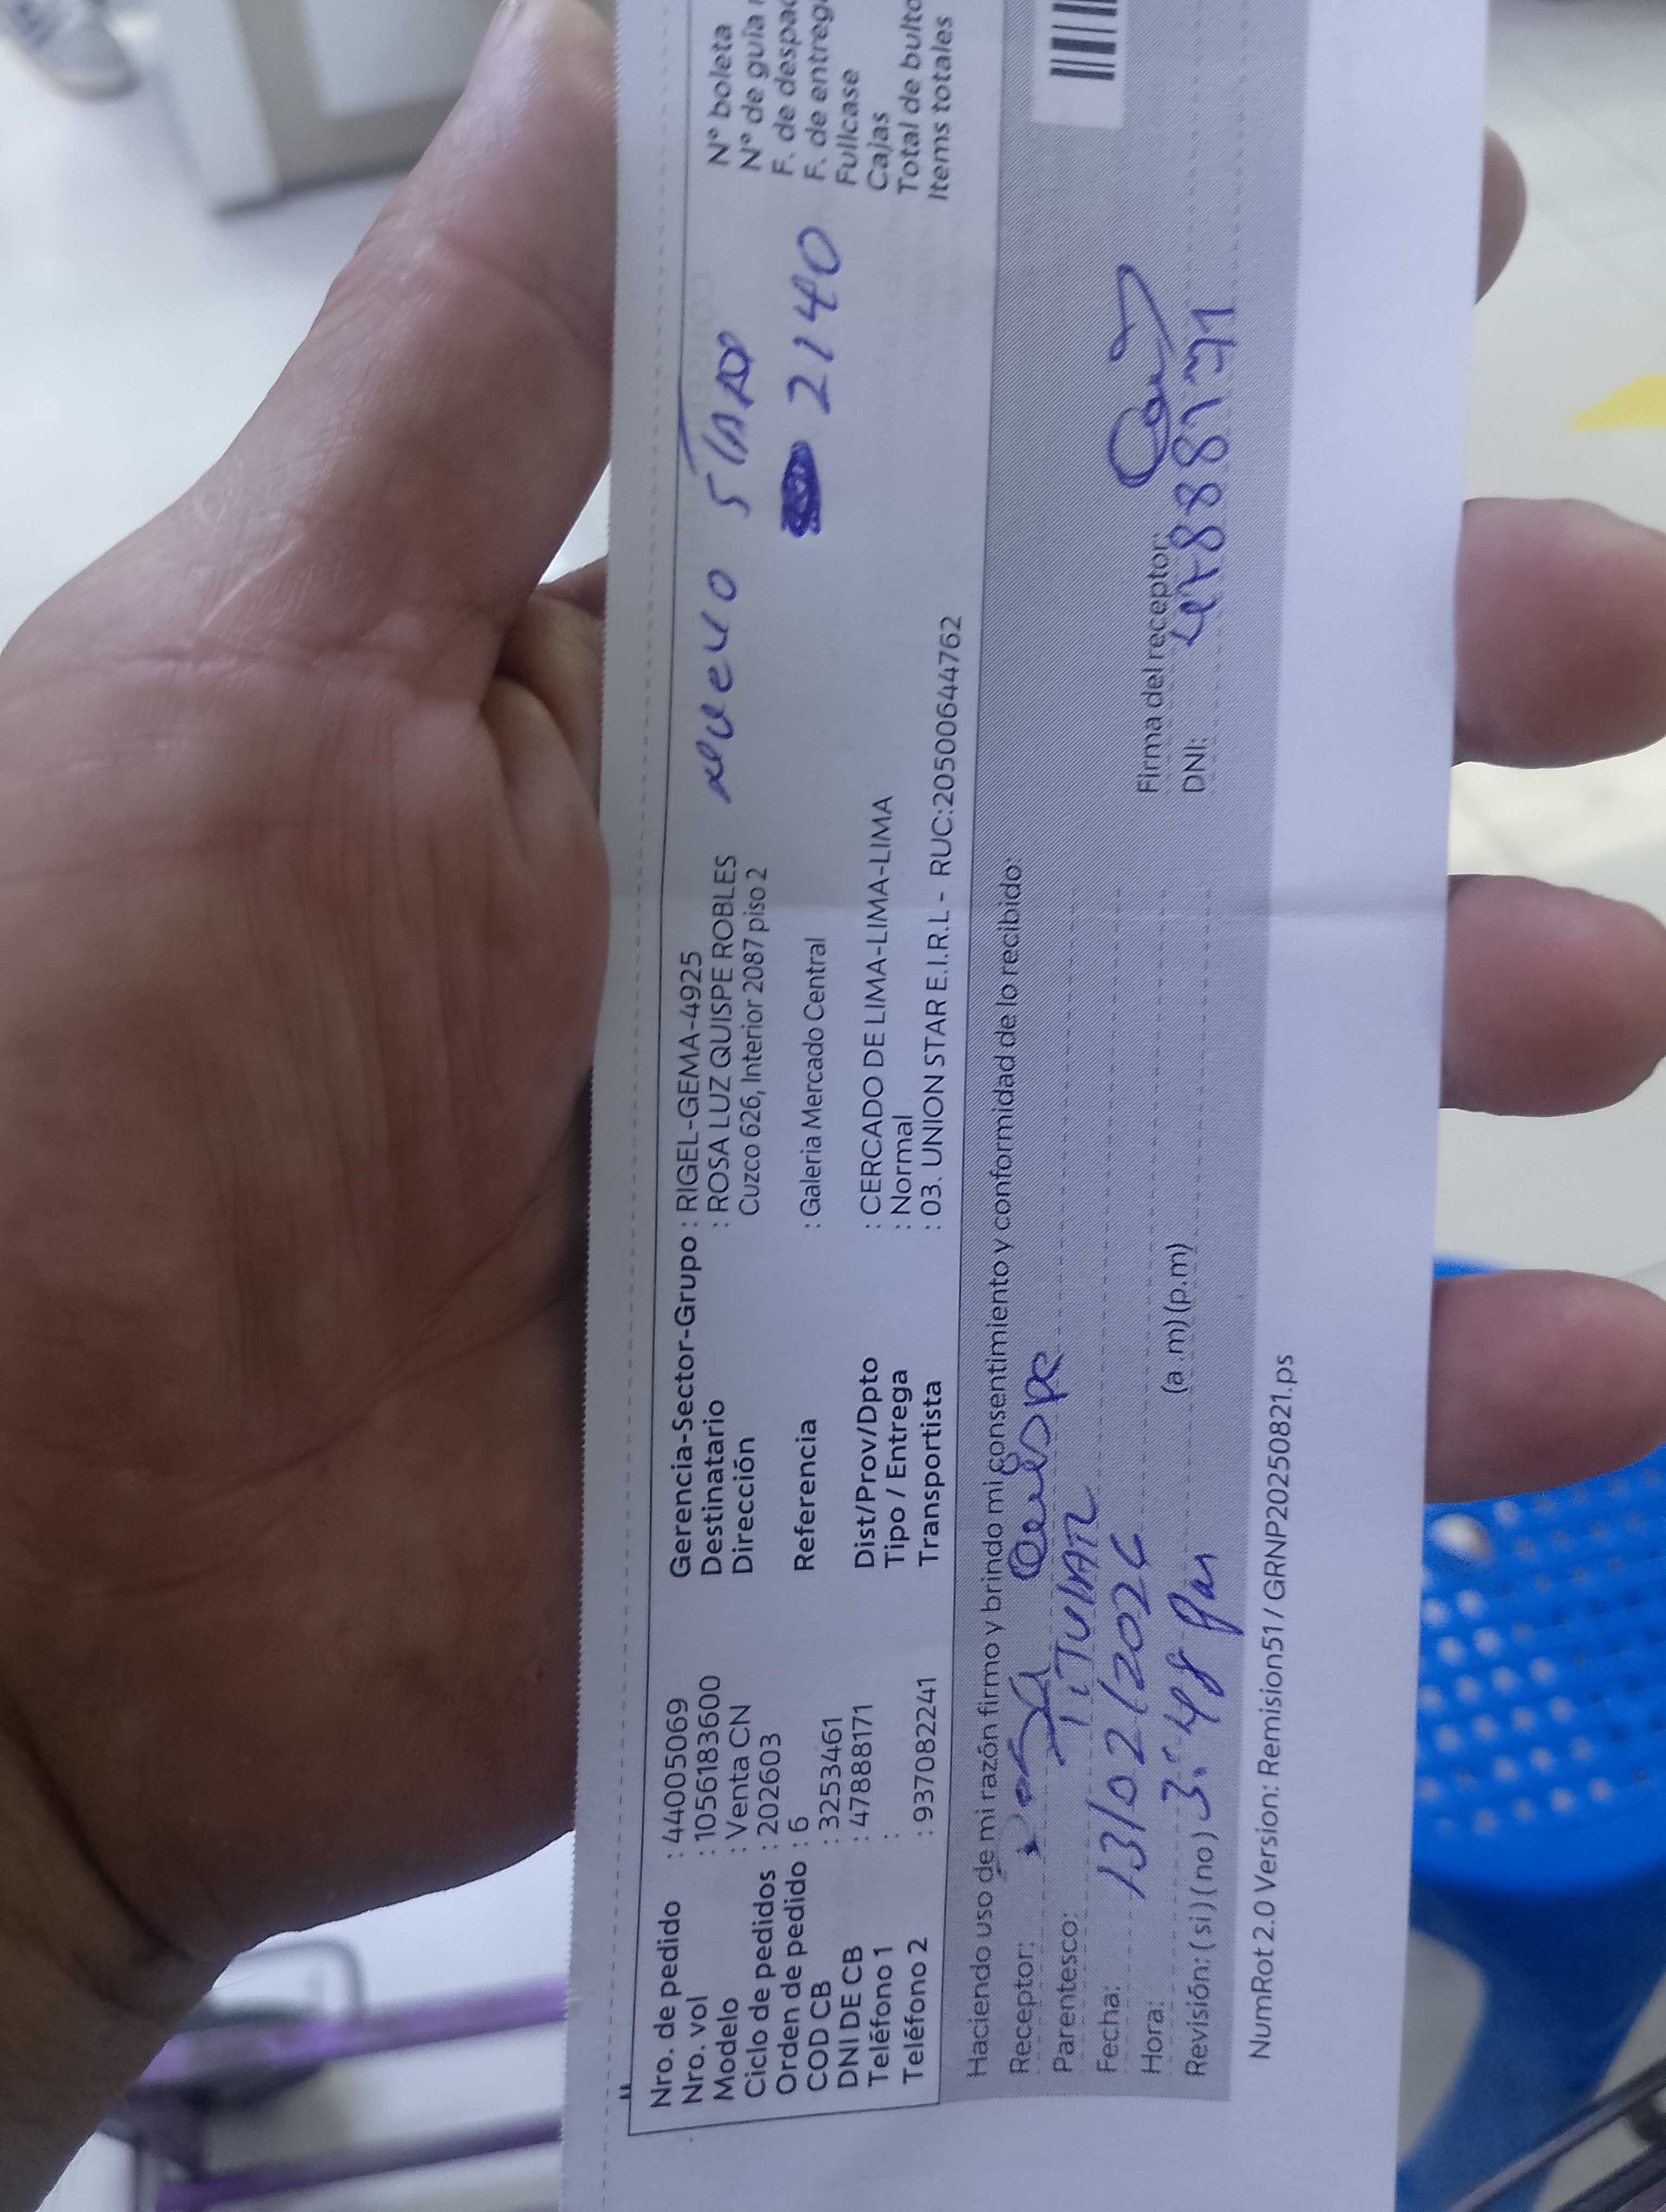 Nro. de pedido : 44005069
Nro. vol : 1056183600
Modelo : Venta CN
Ciclo de pedidos : 202603
Orden de pedido : 6
COD CB : 3253461
DNI DE CB : 47888171
Teléfono 1 :
Teléfono 2 : 937082241
Gerencia-Sector-Grupo : RIGEL-GEMA-4925
Destinatario : ROSA LUZ QUISPE ROBLES
Dirección Cuzco 626, Interior 2087 piso 2
Referencia : Galeria Mercado Central
Dist/Prov/Dpto : CERCADO DE LIMA-LIMA-LIMA
Tipo / Entrega : Normal
Transportista : 03. UNION STAR E.I.R.L - RUC:20500644762
nuevo STAND
2140
N° boleta
N° de guía
F. de despac
F. de entreg
Fullcase
Cajas
Total de bulto
Items totales
Haciendo uso de mi razón firmo y brindo mi consentimiento y conformidad de lo recibido:
Receptor: Rosa Quispe
Parentesco: TiTULAR
Fecha: 13/02/2026
Hora: 3:48 pm (a.m) (p.m)
Revisión: ( si ) ( no )
Firma del receptor:
DNI: 47888171
NumRot 2.0 Version: Remision51 / GRNP20250821.ps